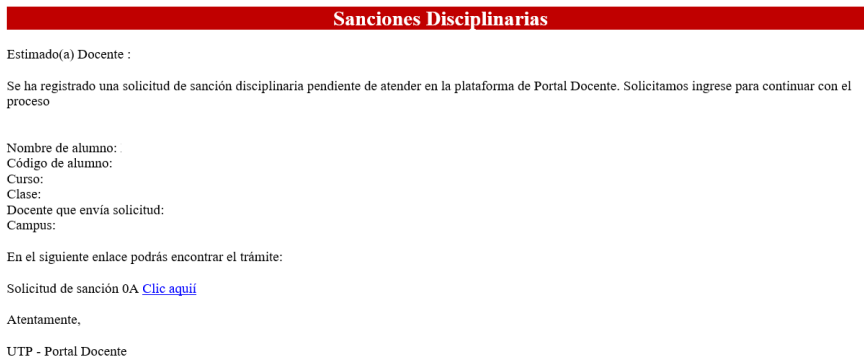 Sanciones Disciplinarias
Estimado(a) Docente :
Se ha registrado una solicitud de sanción disciplinaria pendiente de atender en la plataforma de Portal Docente. Solicitamos ingrese para continuar con el
proceso
Nombre de alumno:
Código de alumno:
Curso:
Clase:
Docente que envía solicitud:
Campus:
En el siguiente enlace podrás encontrar el trámite:
Solicitud de sanción 0A Clic aquií
Atentamente,
UTP - Portal Docente